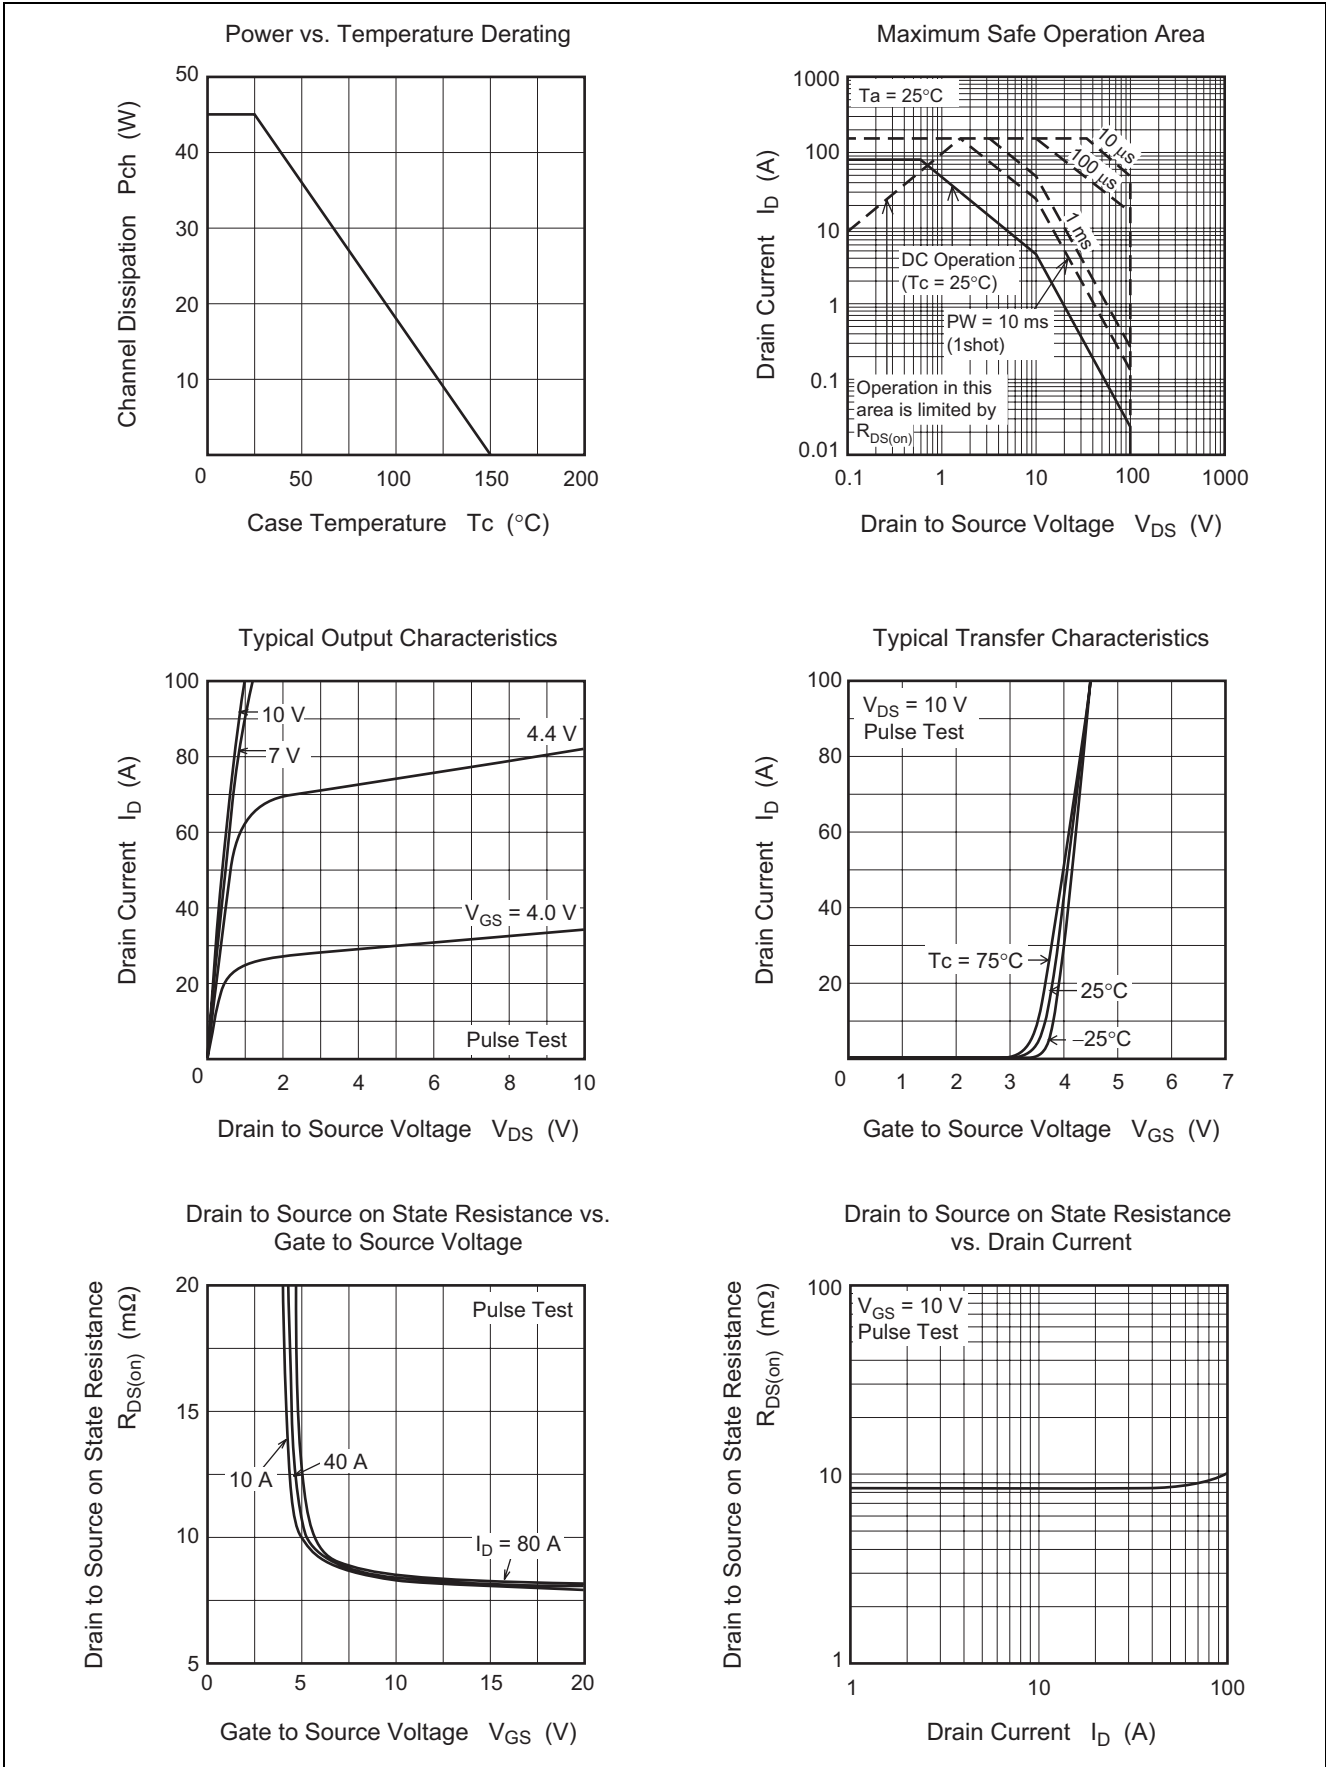 Power vs. Temperature Derating
50
40
30
20
10
0
50
100
150
200
Channel Dissipation Pch (W)
Case Temperature Tc (°C)
Maximum Safe Operation Area
1000
100
10
1
0.1
0.01
0.1
1
10
100
1000
Ta = 25°C
10 µs
100 µs
1 ms
DC Operation
(Tc = 25°C)
PW = 10 ms
(1shot)
Operation in this
area is limited by
RDS(on)
Drain Current ID (A)
Drain to Source Voltage VDS (V)
Typical Output Characteristics
100
80
60
40
20
0
2
4
6
8
10
10 V
7 V
4.4 V
VGS = 4.0 V
Pulse Test
Drain Current ID (A)
Drain to Source Voltage VDS (V)
Typical Transfer Characteristics
100
80
60
40
20
0
1
2
3
4
5
6
7
VDS = 10 V
Pulse Test
Tc = 75°C
25°C
–25°C
Drain Current ID (A)
Gate to Source Voltage VGS (V)
Drain to Source on State Resistance vs.
Gate to Source Voltage
20
15
10
5
0
5
10
15
20
Pulse Test
10 A
40 A
ID = 80 A
Drain to Source on State Resistance
RDS(on) (mΩ)
Gate to Source Voltage VGS (V)
Drain to Source on State Resistance
vs. Drain Current
100
10
1
1
10
100
VGS = 10 V
Pulse Test
Drain to Source on State Resistance
RDS(on) (mΩ)
Drain Current ID (A)